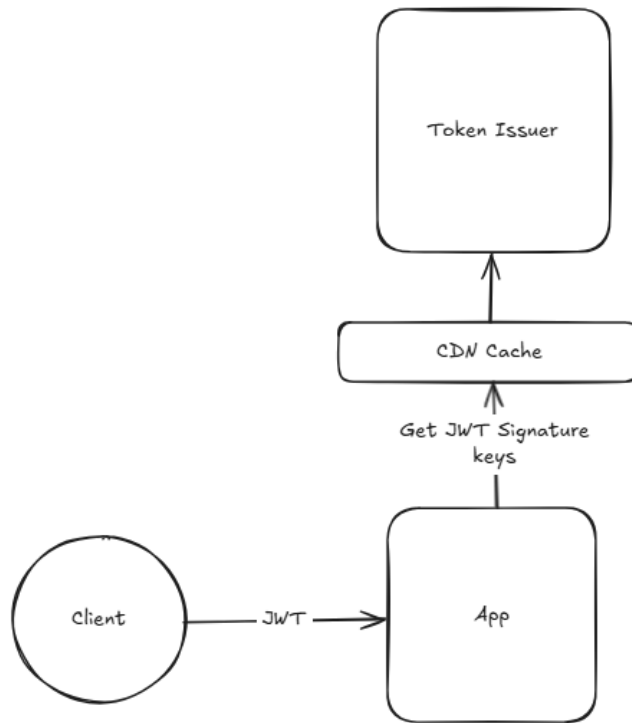 Token Issuer
CDN Cache
Get JWT Signature
keys
Client
JWT
App